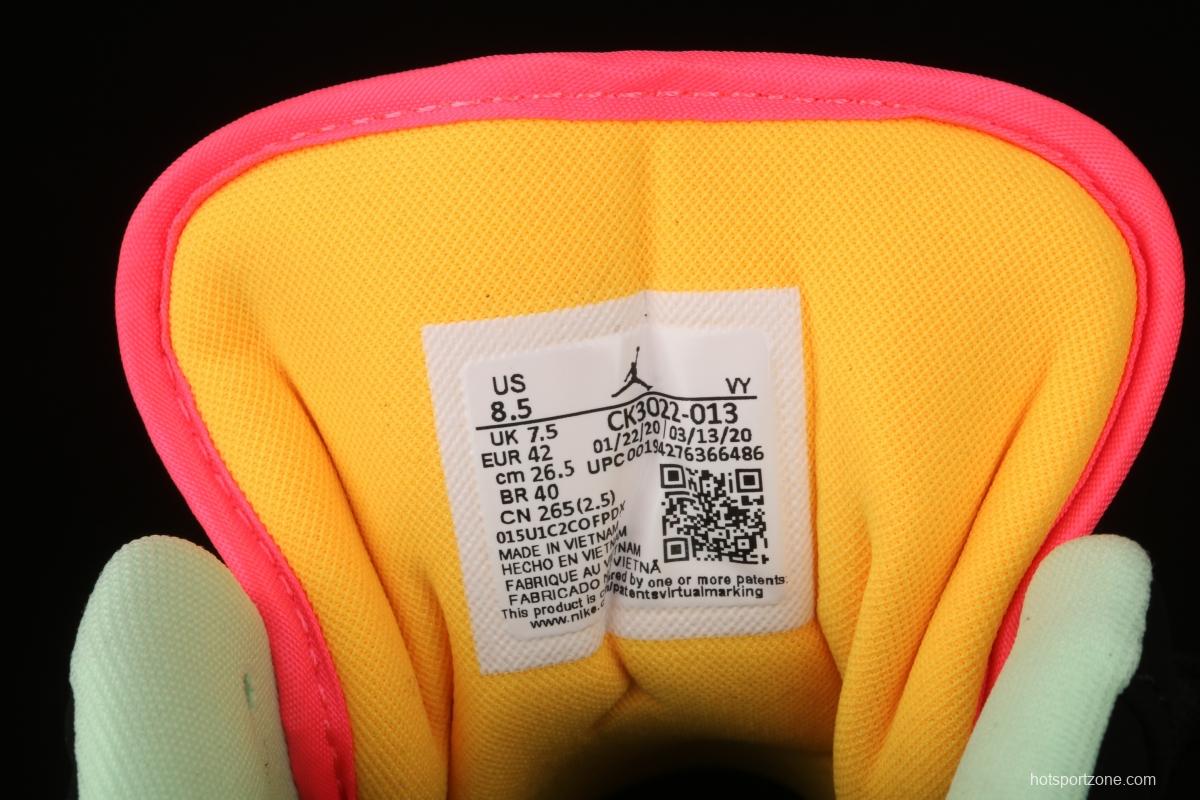 US
8.5
VY
CK3022-013
UK 7.5
01/22/20 03/13/20
EUR 42
UPC 00194276366486
cm 26.5
BR 40
CN 265(2.5)
015U1C2COFPDX
MADE IN VIETNAM
HECHO EN VIETNAM
FABRIQUE AU VIETNAM
FABRICADO VIETNÃ
This product is by one or more patents.
www.nike. patentsvirtualmarking
hotsportzone.com